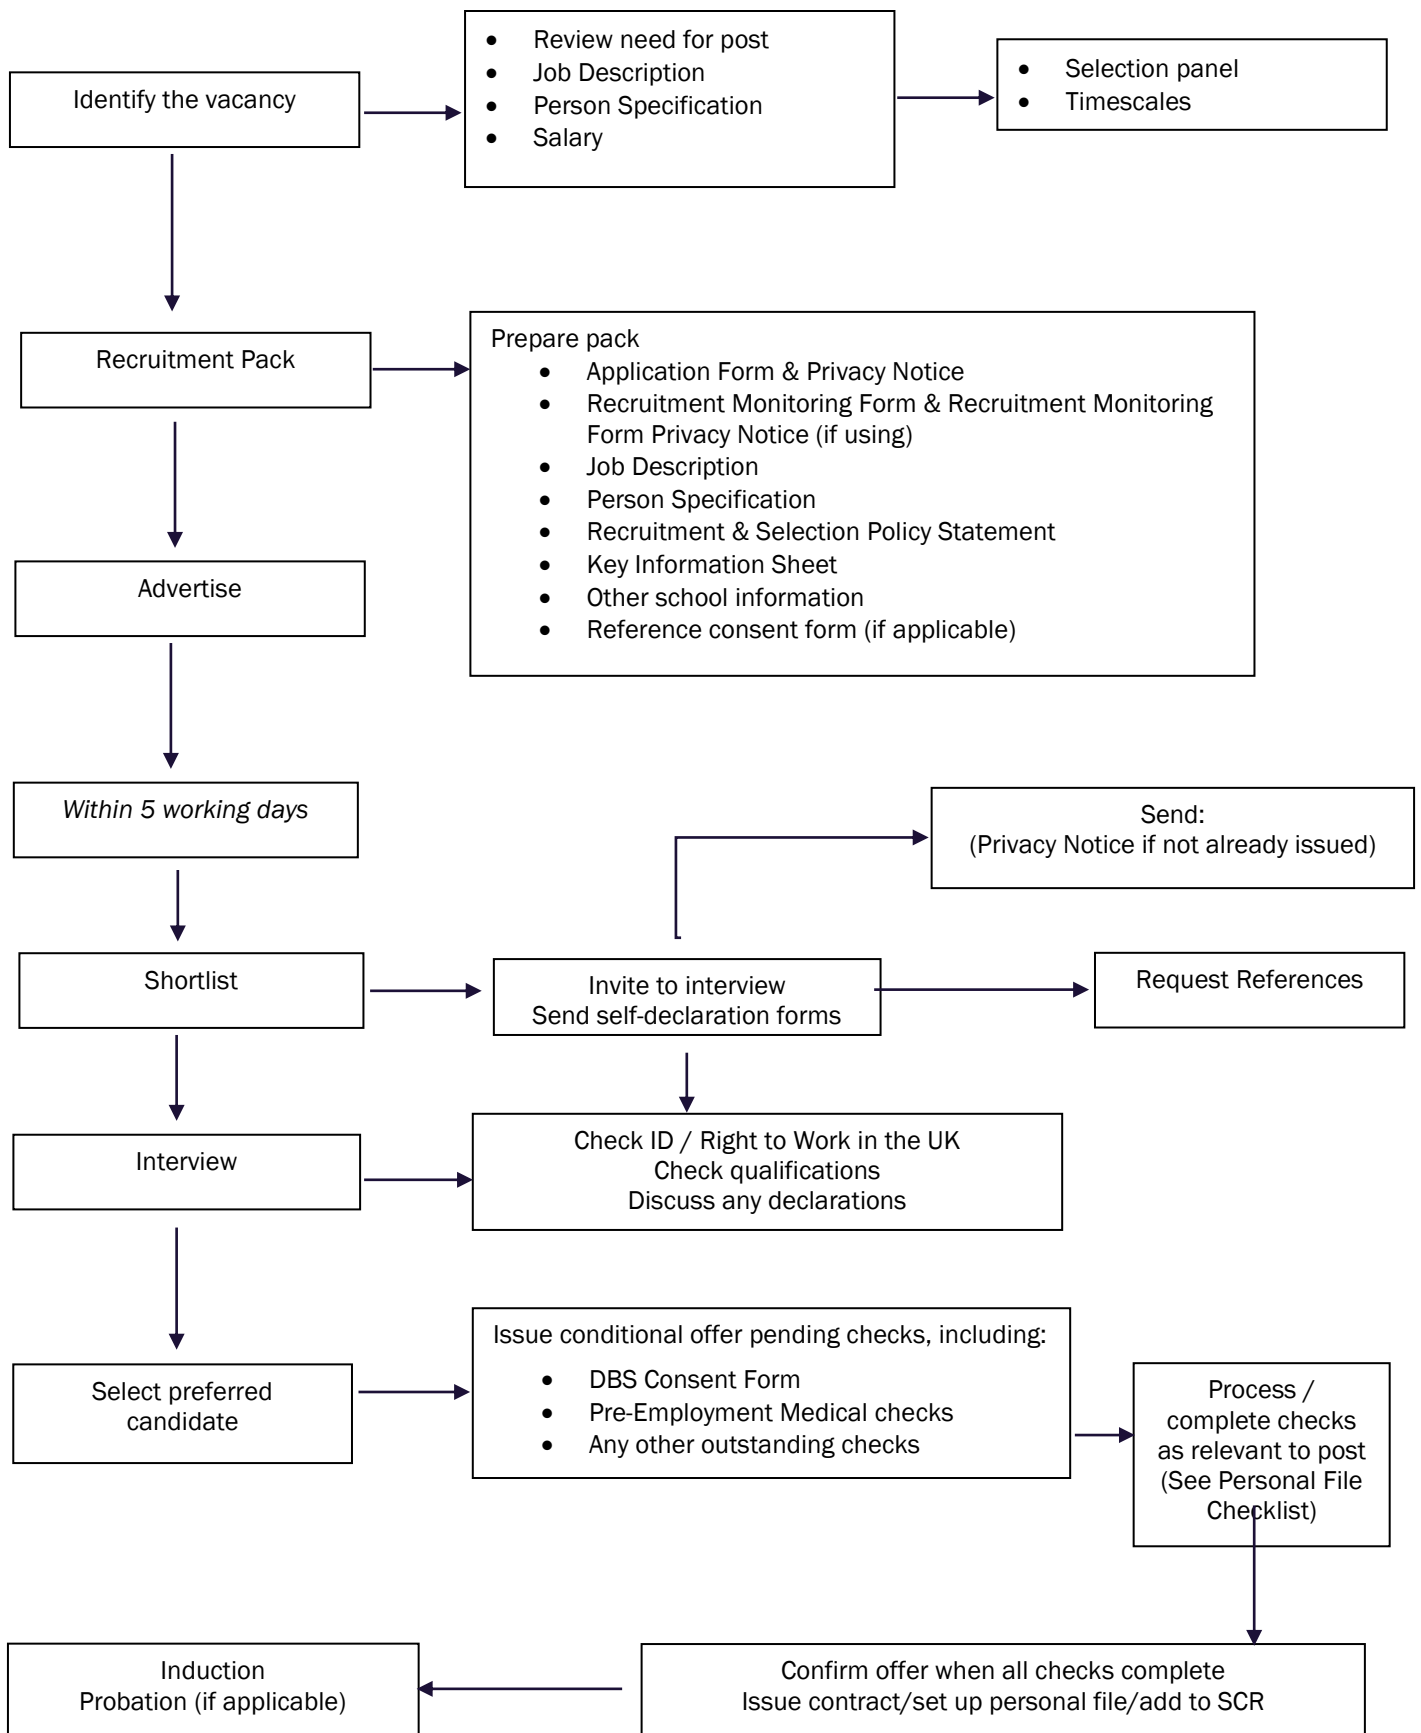 Identify the vacancy
• Review need for post
• Job Description
• Person Specification
• Salary
• Selection panel
• Timescales
Recruitment Pack
Prepare pack
• Application Form & Privacy Notice
• Recruitment Monitoring Form & Recruitment Monitoring
Form Privacy Notice (if using)
• Job Description
• Person Specification
• Recruitment & Selection Policy Statement
• Key Information Sheet
• Other school information
• Reference consent form (if applicable)
Advertise
Within 5 working days
Send:
(Privacy Notice if not already issued)
Shortlist
Invite to interview
Send self-declaration forms
Request References
Interview
Check ID / Right to Work in the UK
Check qualifications
Discuss any declarations
Select preferred
candidate
Issue conditional offer pending checks, including:
• DBS Consent Form
• Pre-Employment Medical checks
• Any other outstanding checks
Process /
complete checks
as relevant to post
(See Personal File
Checklist)
Confirm offer when all checks complete
Issue contract/set up personal file/add to SCR
Induction
Probation (if applicable)